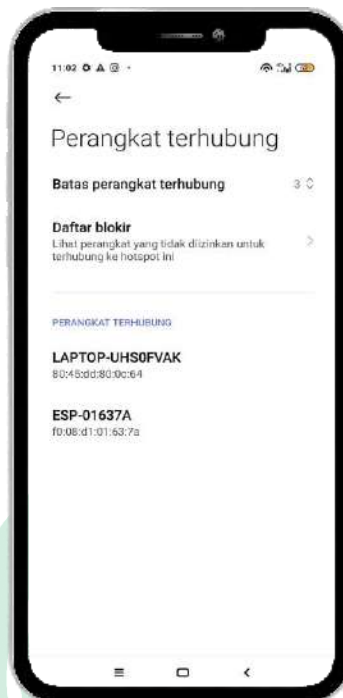 11:02
Perangkat terhubung
Batas perangkat terhubung 3
Daftar blokir
Lihat perangkat yang tidak diizinkan untuk
terhubung ke hotspot ini
PERANGKAT TERHUBUNG
LAPTOP-UHS0FVAK
80:45:dd:80:0c:64
ESP-01637A
f0:08:d1:01:63:7a